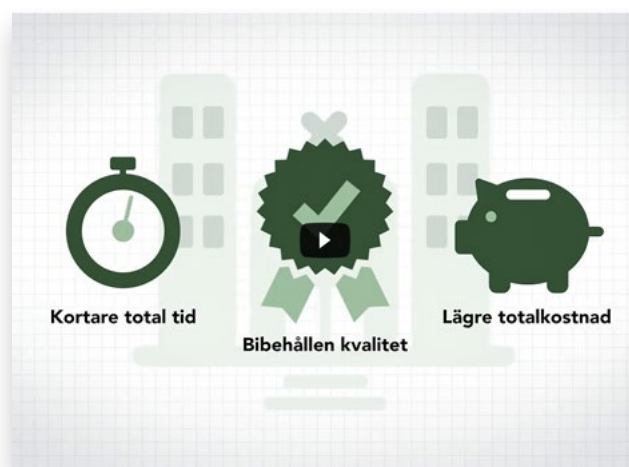 Kortare total tid
Bibehållen kvalitet
Lägre totalkostnad